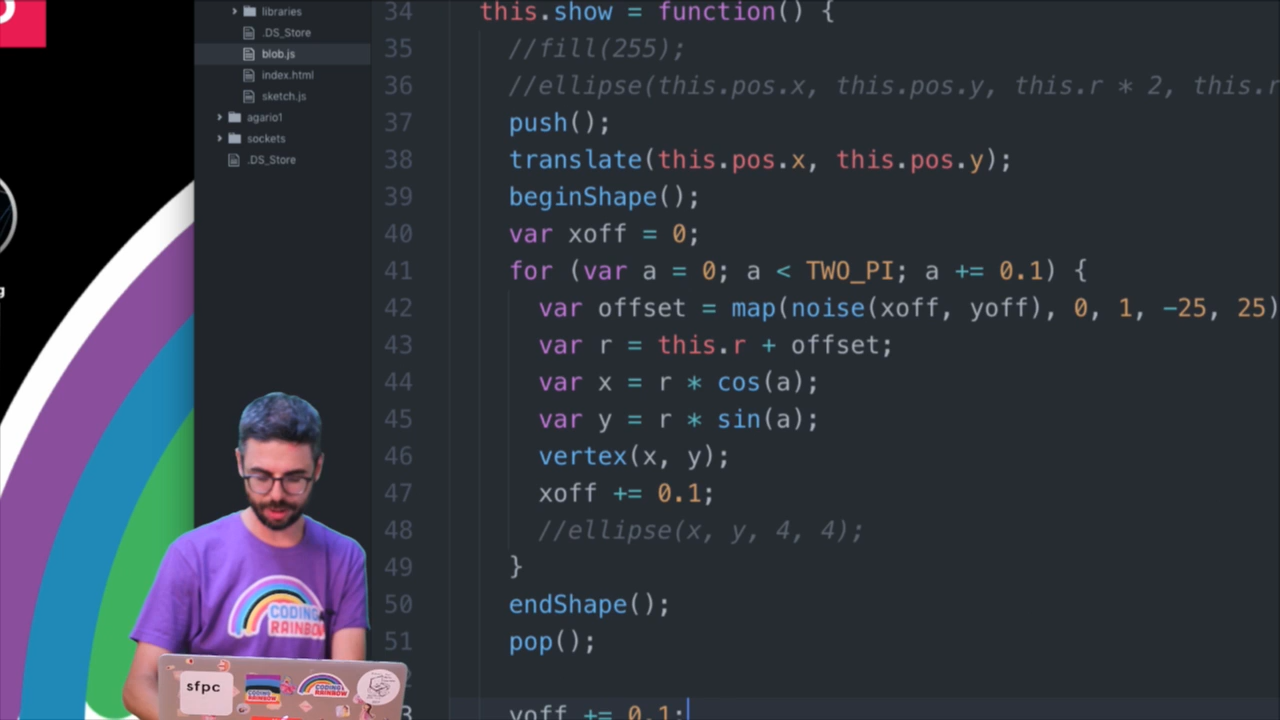 libraries
.DS_Store
blob.js
index.html
sketch.js
agario1
sockets
.DS_Store
34 this.show = function() {
35 //fill(255);
36 //ellipse(this.pos.x, this.pos.y, this.r * 2, this.r
37 push();
38 translate(this.pos.x, this.pos.y);
39 beginShape();
40 var xoff = 0;
41 for (var a = 0; a < TWO_PI; a += 0.1) {
42 var offset = map(noise(xoff, yoff), 0, 1, -25, 25)
43 var r = this.r + offset;
44 var x = r * cos(a);
45 var y = r * sin(a);
46 vertex(x, y);
47 xoff += 0.1;
48 //ellipse(x, y, 4, 4);
49 }
50 endShape();
51 pop();
yoff += 0.1;
CODING
RAINBOW
sfpc
CODING
RAINBOW
CODING
RAINBOW